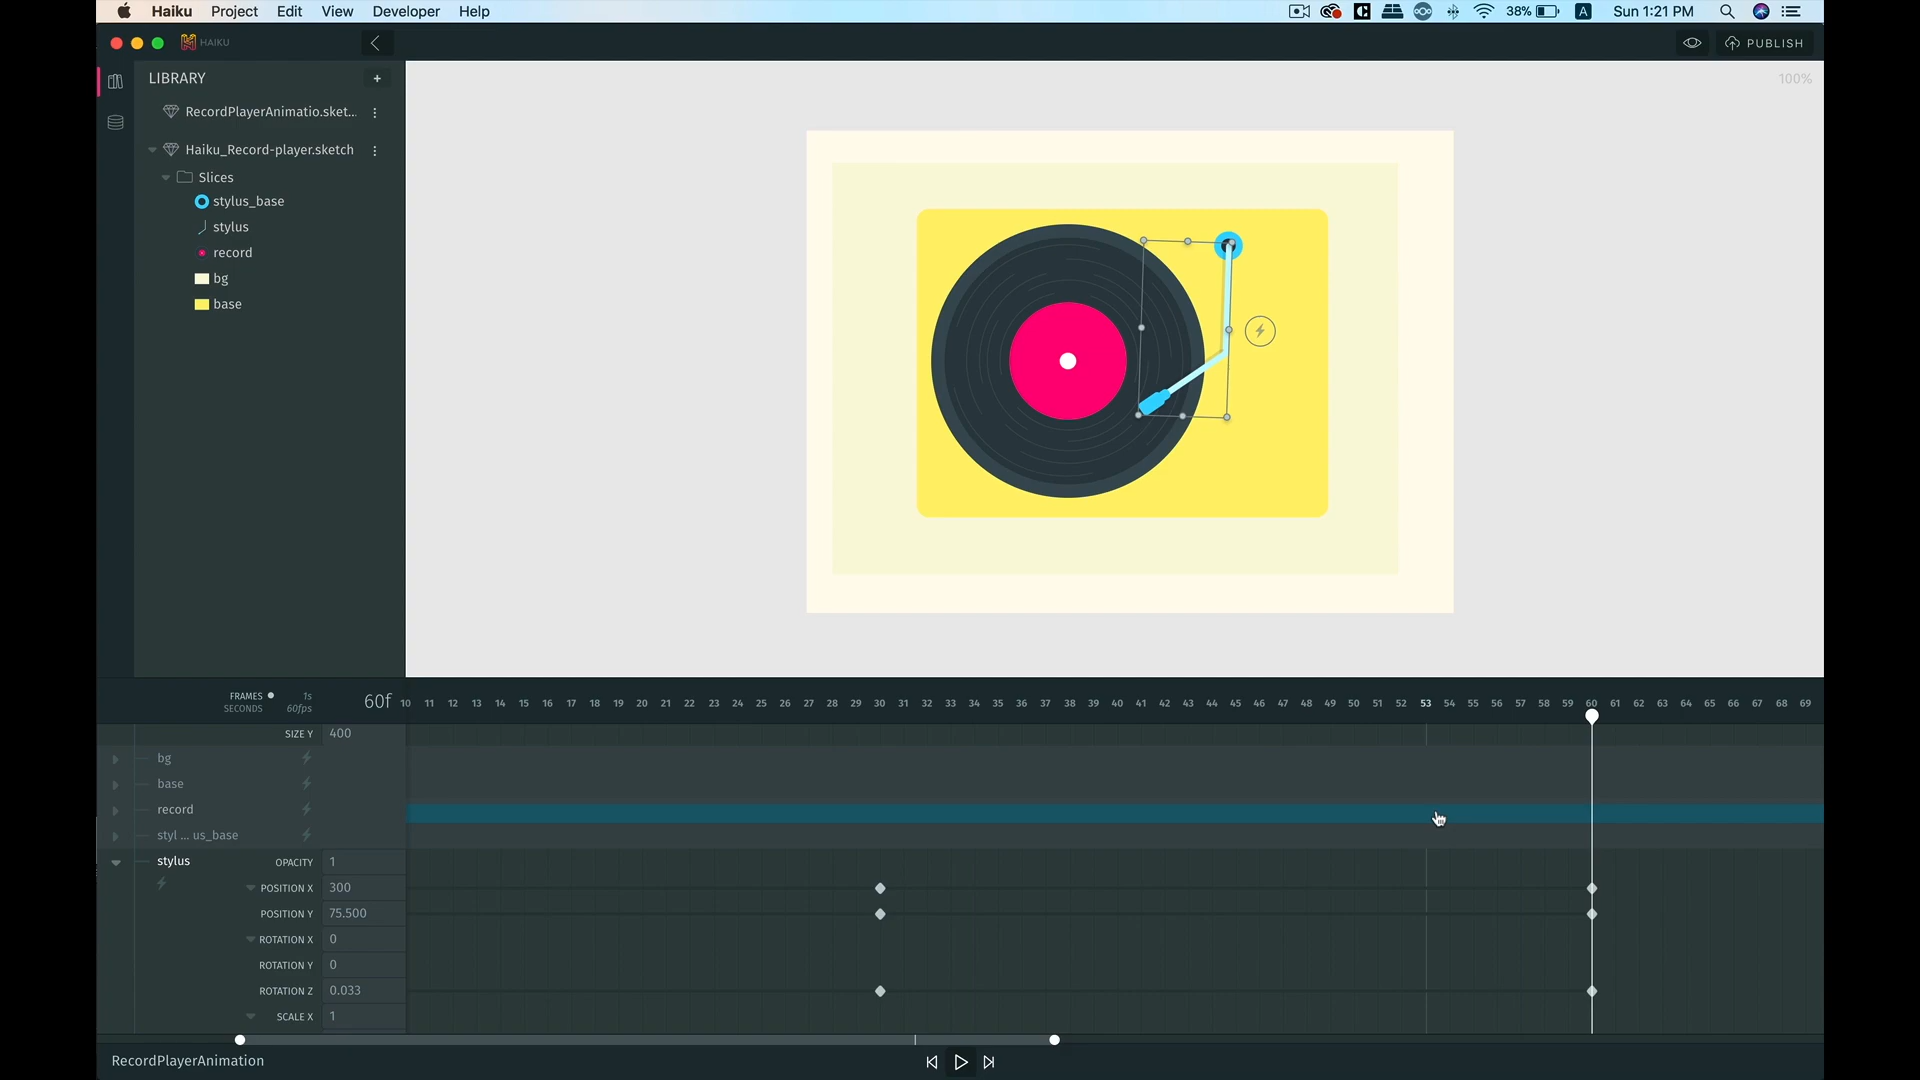 Haiku Project Edit View Developer Help 38% A Sun 1:21 PM
HAIKU PUBLISH
LIBRARY +
100%
RecordPlayerAnimatio.sket...
Haiku_Record-player.sketch
Slices
stylus_base
stylus
record
bg
base
FRAMES 1s
SECONDS 60fps
60f 10 11 12 13 14 15 16 17 18 19 20 21 22 23 24 25 26 27 28 29 30 31 32 33 34 35 36 37 38 39 40 41 42 43 44 45 46 47 48 49 50 51 52 53 54 55 56 57 58 59 60 61 62 63 64 65 66 67 68 69
SIZE Y 400
bg
base
record
styl ... us_base
stylus OPACITY 1
POSITION X 300
POSITION Y 75.500
ROTATION X 0
ROTATION Y 0
ROTATION Z 0.033
SCALE X 1
RecordPlayerAnimation